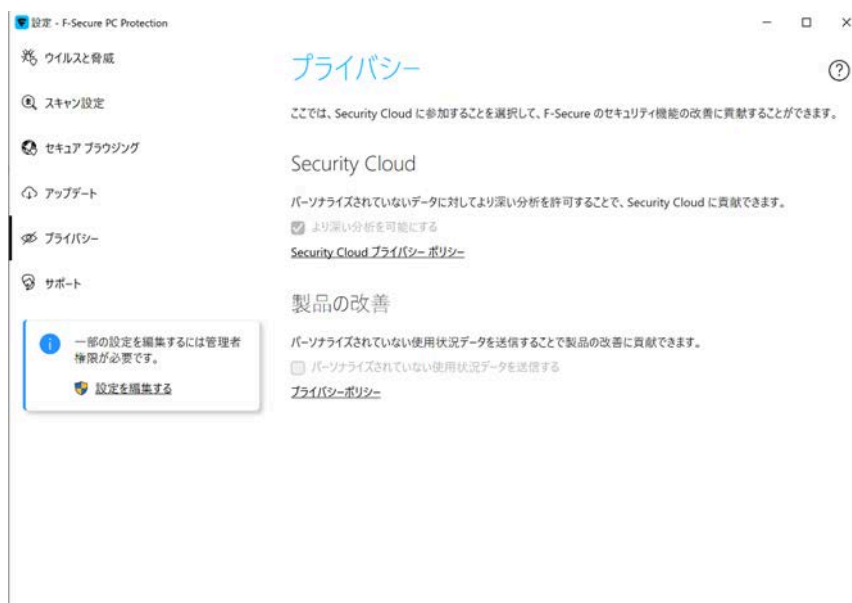 設定 - F-Secure PC Protection
ウイルスと脅威
スキャン設定
セキュア ブラウジング
アップデート
プライバシー
サポート
一部の設定を編集するには管理者
権限が必要です。
設定を編集する
プライバシー
ここでは、Security Cloud に参加することを選択して、F-Secure のセキュリティ機能の改善に貢献することができます。
Security Cloud
パーソナライズされていないデータに対してより深い分析を許可することで、Security Cloud に貢献できます。
より深い分析を可能にする
Security Cloud プライバシー ポリシー
製品の改善
パーソナライズされていない使用状況データを送信することで製品の改善に貢献できます。
パーソナライズされていない使用状況データを送信する
プライバシーポリシー